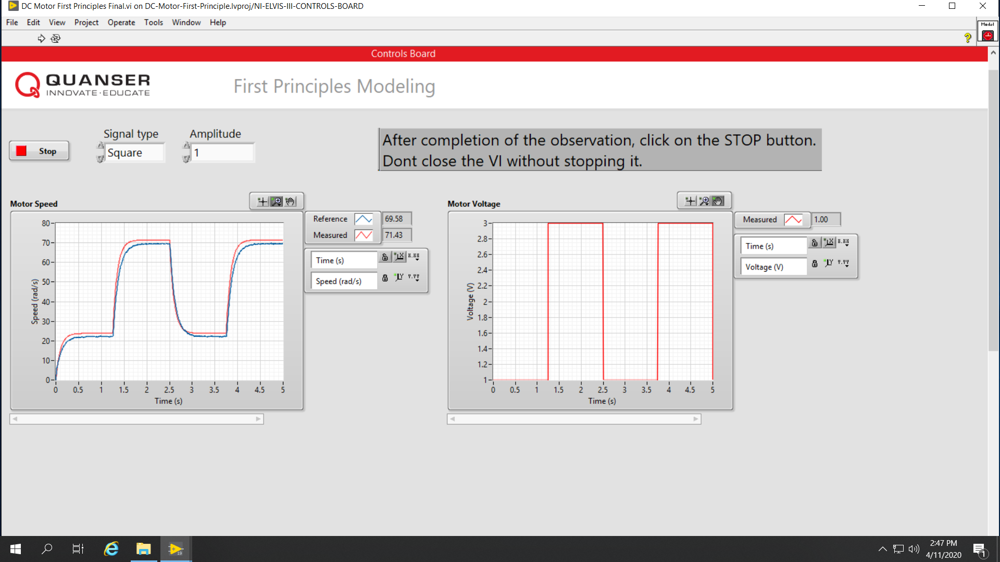 DC Motor First Principles Final.vi on DC-Motor-First-Principle.lvproj/NI-ELVIS-III-CONTROLS-BOARD
File Edit View Project Operate Tools Window Help
Model
Controls Board
QUANSER
INNOVATE·EDUCATE
First Principles Modeling
Signal type
Amplitude
Stop
Square
1
After completion of the observation, click on the STOP button.
Dont close the VI without stopping it.
Motor Speed
80
70
60
50
40
30
20
10
0
Speed (rad/s)
0 0.5 1 1.5 2 2.5 3 3.5 4 4.5 5
Time (s)
Reference 69.58
Measured 71.43
Time (s) X.XX
Speed (rad/s) Y.YY
Motor Voltage
3
2.8
2.6
2.4
2.2
2
1.8
1.6
1.4
1.2
1
Voltage (V)
0 0.5 1 1.5 2 2.5 3 3.5 4 4.5 5
Time (s)
Measured 1.00
Time (s) X.XX
Voltage (V) Y.YY
19
2:47 PM
4/11/2020
1